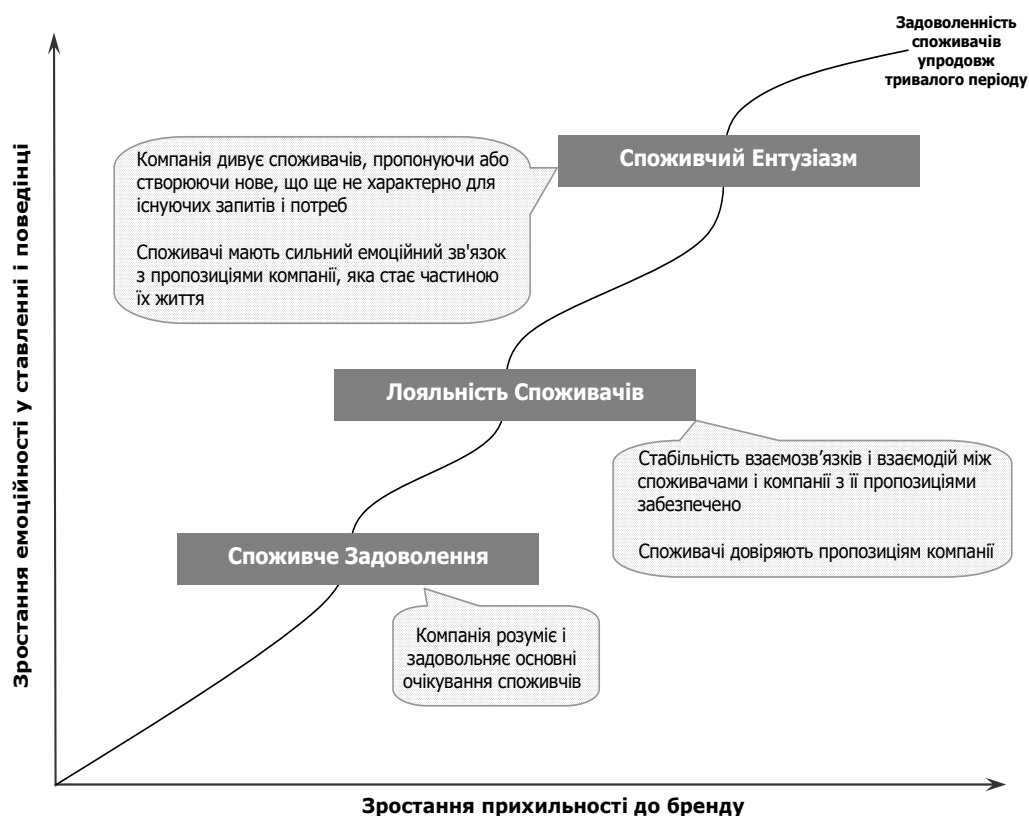 Задоволенність
споживачів
упродовж
тривалого періоду
Споживчий Ентузіазм
Компанія дивує споживачів, пропонуючи або
створюючи нове, що ще не характерно для
існуючих запитів і потреб
Споживачі мають сильний емоційний зв'язок
з пропозиціями компанії, яка стає частиною
їх життя
Лояльність Споживачів
Стабільність взаємозв’язків і взаємодій між
споживачами і компанії з її пропозиціями
забезпечено
Споживачі довіряють пропозиціям компанії
Споживче Задоволення
Компанія розуміє і
задовольняє основні
очікування споживчів
Зростання емоційності у ставленні і поведінці
Зростання прихильності до бренду